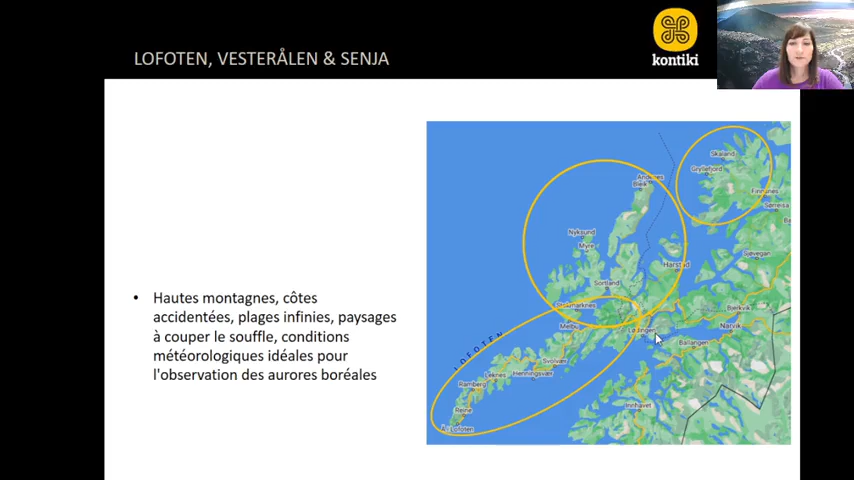 LOFOTEN, VESTERÅLEN & SENJA
kontiki
• Hautes montagnes, côtes
accidentées, plages infinies, paysages
à couper le souffle, conditions
météorologiques idéales pour
l'observation des aurores boréales
Skaland
Gryllefjord
Andenes
Bleik
Finnsnes
Sørreisa
Nyksund
Myre
Harstad
Sjøvegan
Sortland
Stokmarknes
Bjerkvik
Melbu
Lødingen
Narvik
LOFOTEN
Ballangen
Svolvær
Leknes
Henningsvær
Ramberg
Reine
Innhavet
Å i Lofoten